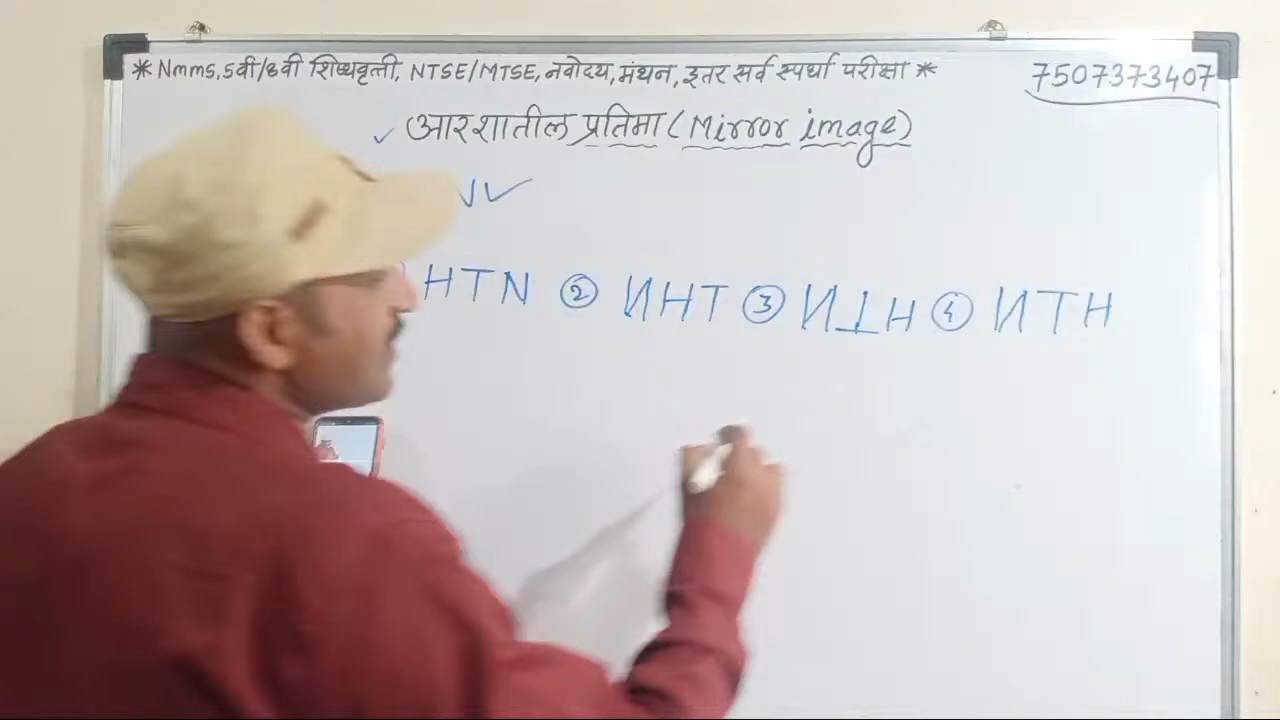 * Nmms, 5वी/8वी शिष्यवृत्ती, NTSE/MTSE, नवोदय, मंथन, इतर सर्व स्पर्धा परीक्षा *
7507373407
✓ आरशातील प्रतिमा (Mirror image)
HTN ② ИHT ③ И⊥H ④ ИTH